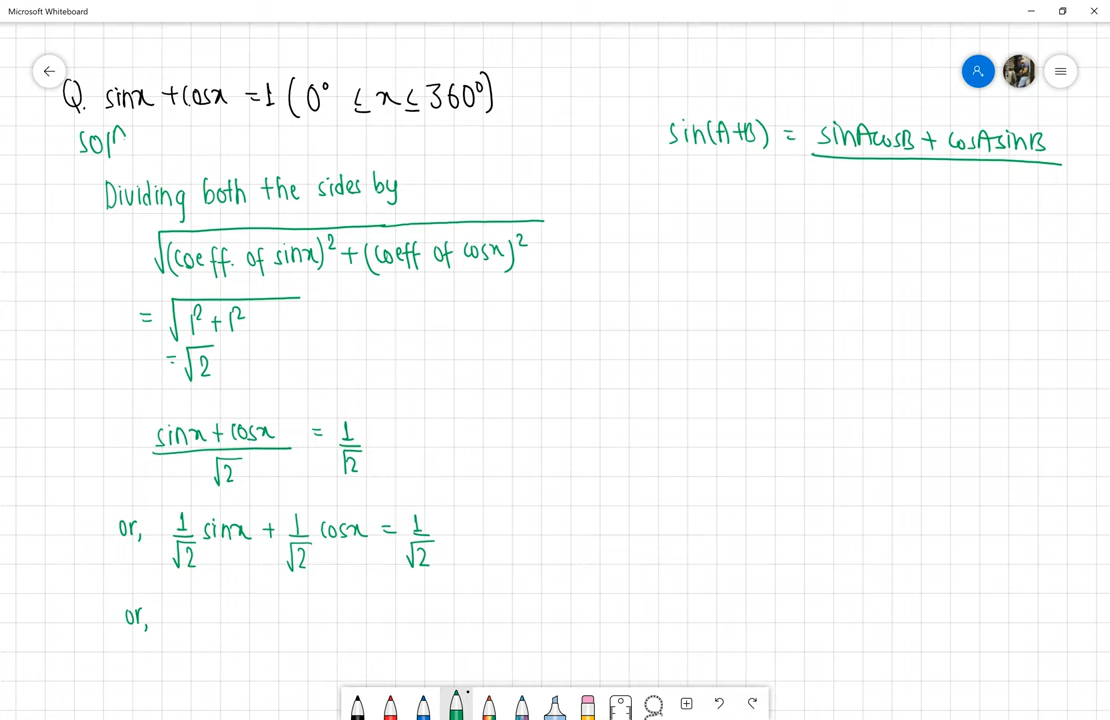 Microsoft Whiteboard
Q. sinx + cosx = 1 (0° ≤ x ≤ 360°)
solⁿ
sin(A+B) = sinAcosB + cosAsinB
Dividing both the sides by
√(coeff. of sinx)² + (coeff of cosx)²
= √1² + 1²
= √2
(sinx + cosx)/√2 = 1/√2
or, 1/√2 sinx + 1/√2 cosx = 1/√2
or,